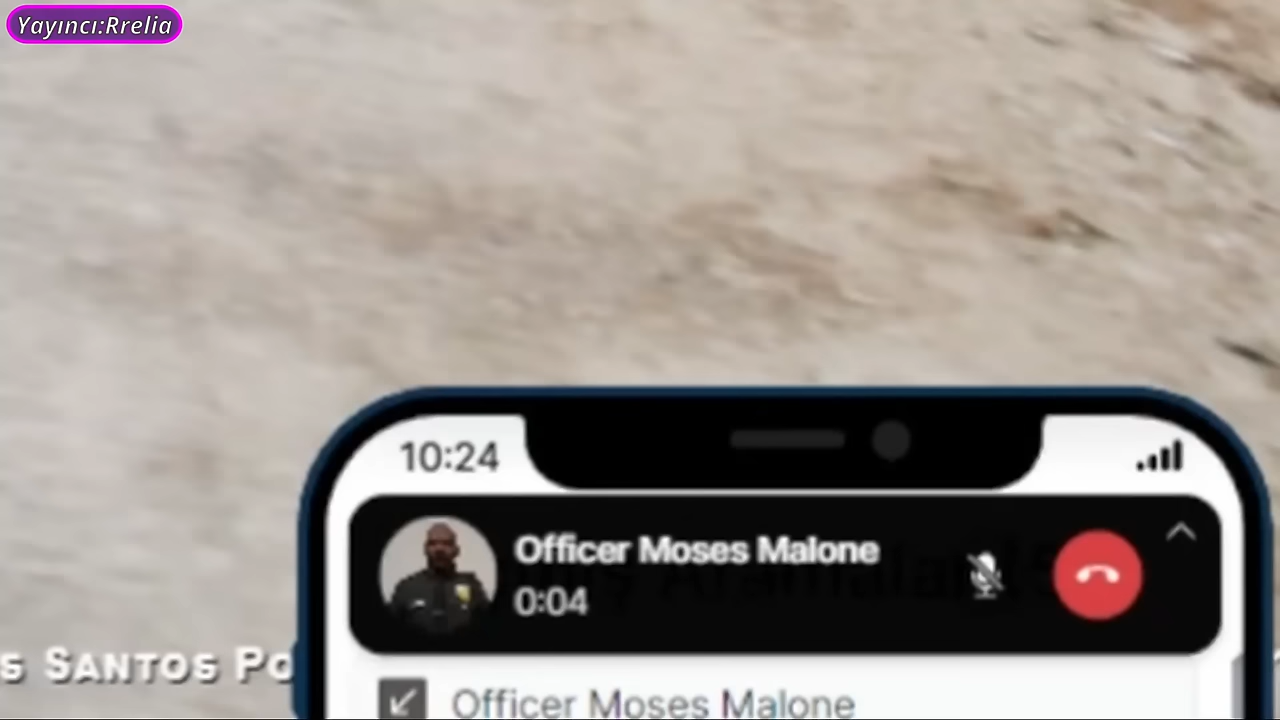 Yayıncı:Rrelia
10:24
Officer Moses Malone
0:04
Santos Po
Officer Moses Malone